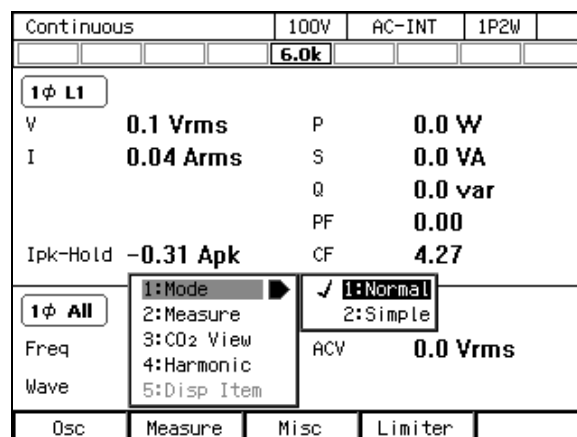 Continuous 100V AC-INT 1P2W
6.0k
1φ L1
V 0.1 Vrms P 0.0 W
I 0.04 Arms S 0.0 VA
Q 0.0 var
PF 0.00
Ipk-Hold -0.31 Apk CF 4.27
1:Mode 1:Normal
2:Measure 2:Simple
1φ All
3:CO₂ View
Freq ACV 0.0 Vrms
4:Harmonic
Wave 5:Disp Item
Osc Measure Misc Limiter